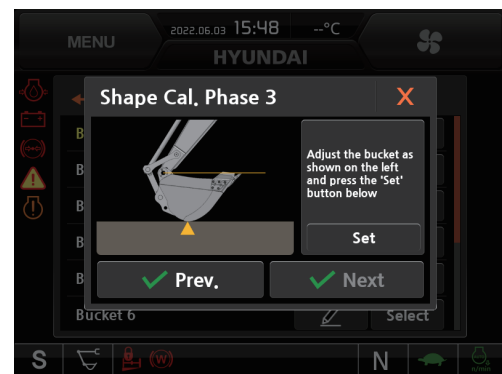 MENU
2022.06.03 15:48 --°C
HYUNDAI
Shape Cal. Phase 3 X
Adjust the bucket as
shown on the left
and press the 'Set'
button below
Set
Prev.
Next
B
B
B
B
B
Bucket 6 Select
S
C
(W)
N
n/min